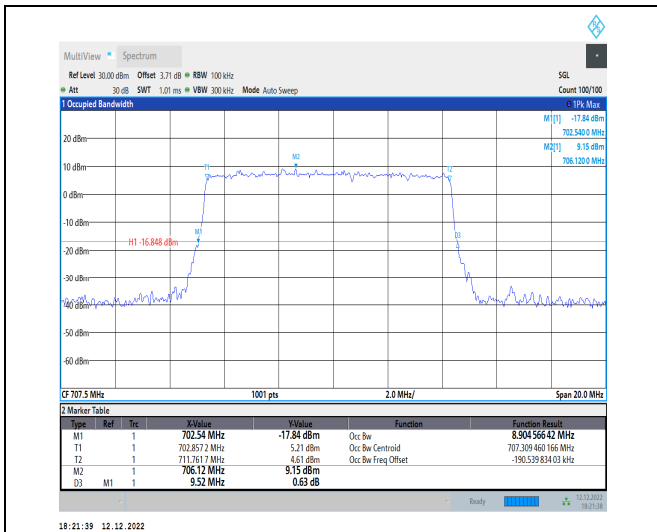 R&S
MultiView Spectrum
Ref Level 30.00 dBm Offset 3.71 dB RBW 100 kHz SGL
Att 30 dB SWT 1.01 ms VBW 300 kHz Mode Auto Sweep Count 100/100
1 Occupied Bandwidth 1Pk Max
M1[1] -17.84 dBm
702.540 0 MHz
M2[1] 9.15 dBm
706.120 0 MHz
20 dBm
M2
10 dBm
T1 T2
0 dBm
-10 dBm
M1
D3
H1 -16.848 dBm
-20 dBm
-30 dBm
-40 dBm
-50 dBm
-60 dBm
CF 707.5 MHz 1001 pts 2.0 MHz/ Span 20.0 MHz
2 Marker Table
Type Ref Trc X-Value Y-Value Function Function Result
M1 1 702.54 MHz -17.84 dBm Occ Bw 8.904 566 42 MHz
T1 1 702.857 2 MHz 5.21 dBm Occ Bw Centroid 707.309 460 166 MHz
T2 1 711.761 7 MHz 4.61 dBm Occ Bw Freq Offset -190.539 834 03 kHz
M2 1 706.12 MHz 9.15 dBm
D3 M1 1 9.52 MHz 0.63 dB
Ready 12.12.2022
18:21:38
18:21:39 12.12.2022